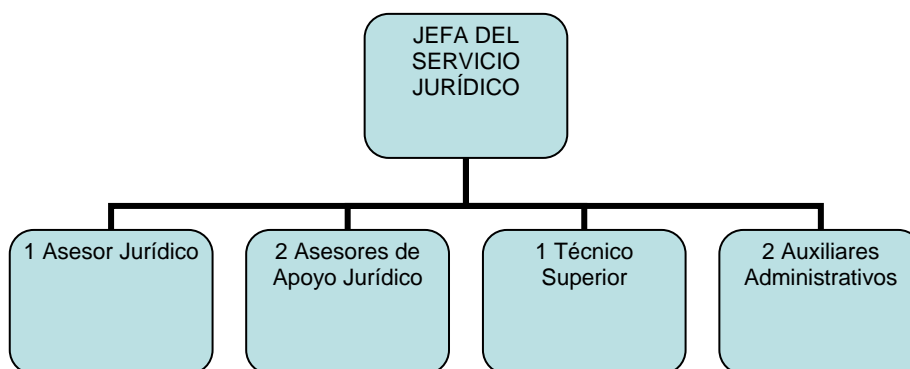 JEFA DEL
SERVICIO
JURÍDICO
1 Asesor Jurídico
2 Asesores de
Apoyo Jurídico
1 Técnico
Superior
2 Auxiliares
Administrativos